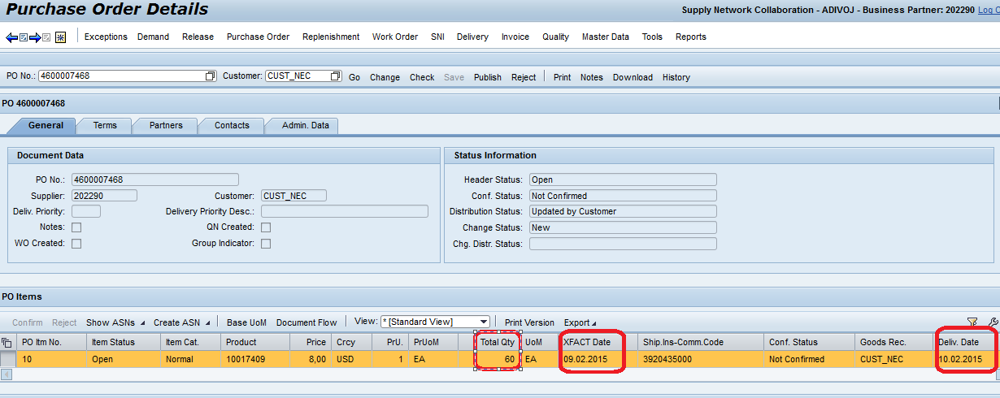 Purchase Order Details
Supply Network Collaboration - ADIVOJ - Business Partner: 202290 Log
Exceptions Demand Release Purchase Order Replenishment Work Order SNI Delivery Invoice Quality Master Data Tools Reports
PO No.: 4600007468 Customer: CUST_NEC Go Change Check Save Publish Reject Print Notes Download History
PO 4600007468
General Terms Partners Contacts Admin. Data
Document Data Status Information
PO No.: 4600007468 Header Status: Open
Supplier: 202290 Customer: CUST_NEC Conf. Status: Not Confirmed
Deliv. Priority: Delivery Priority Desc.: Distribution Status: Updated by Customer
Notes: QN Created: Change Status: New
WO Created: Group Indicator: Chg. Distr. Status:
PO Items
Confirm Reject Show ASNs Create ASN Base UoM Document Flow View: * [Standard View] Print Version Export
PO Itm No. Item Status Item Cat. Product Price Crcy PrU. PrUoM Total Qty UoM XFACT Date Ship.Ins-Comm.Code Conf. Status Goods Rec. Deliv. Date
10 Open Normal 10017409 8,00 USD 1 EA 60 EA 09.02.2015 3920435000 Not Confirmed CUST_NEC 10.02.2015